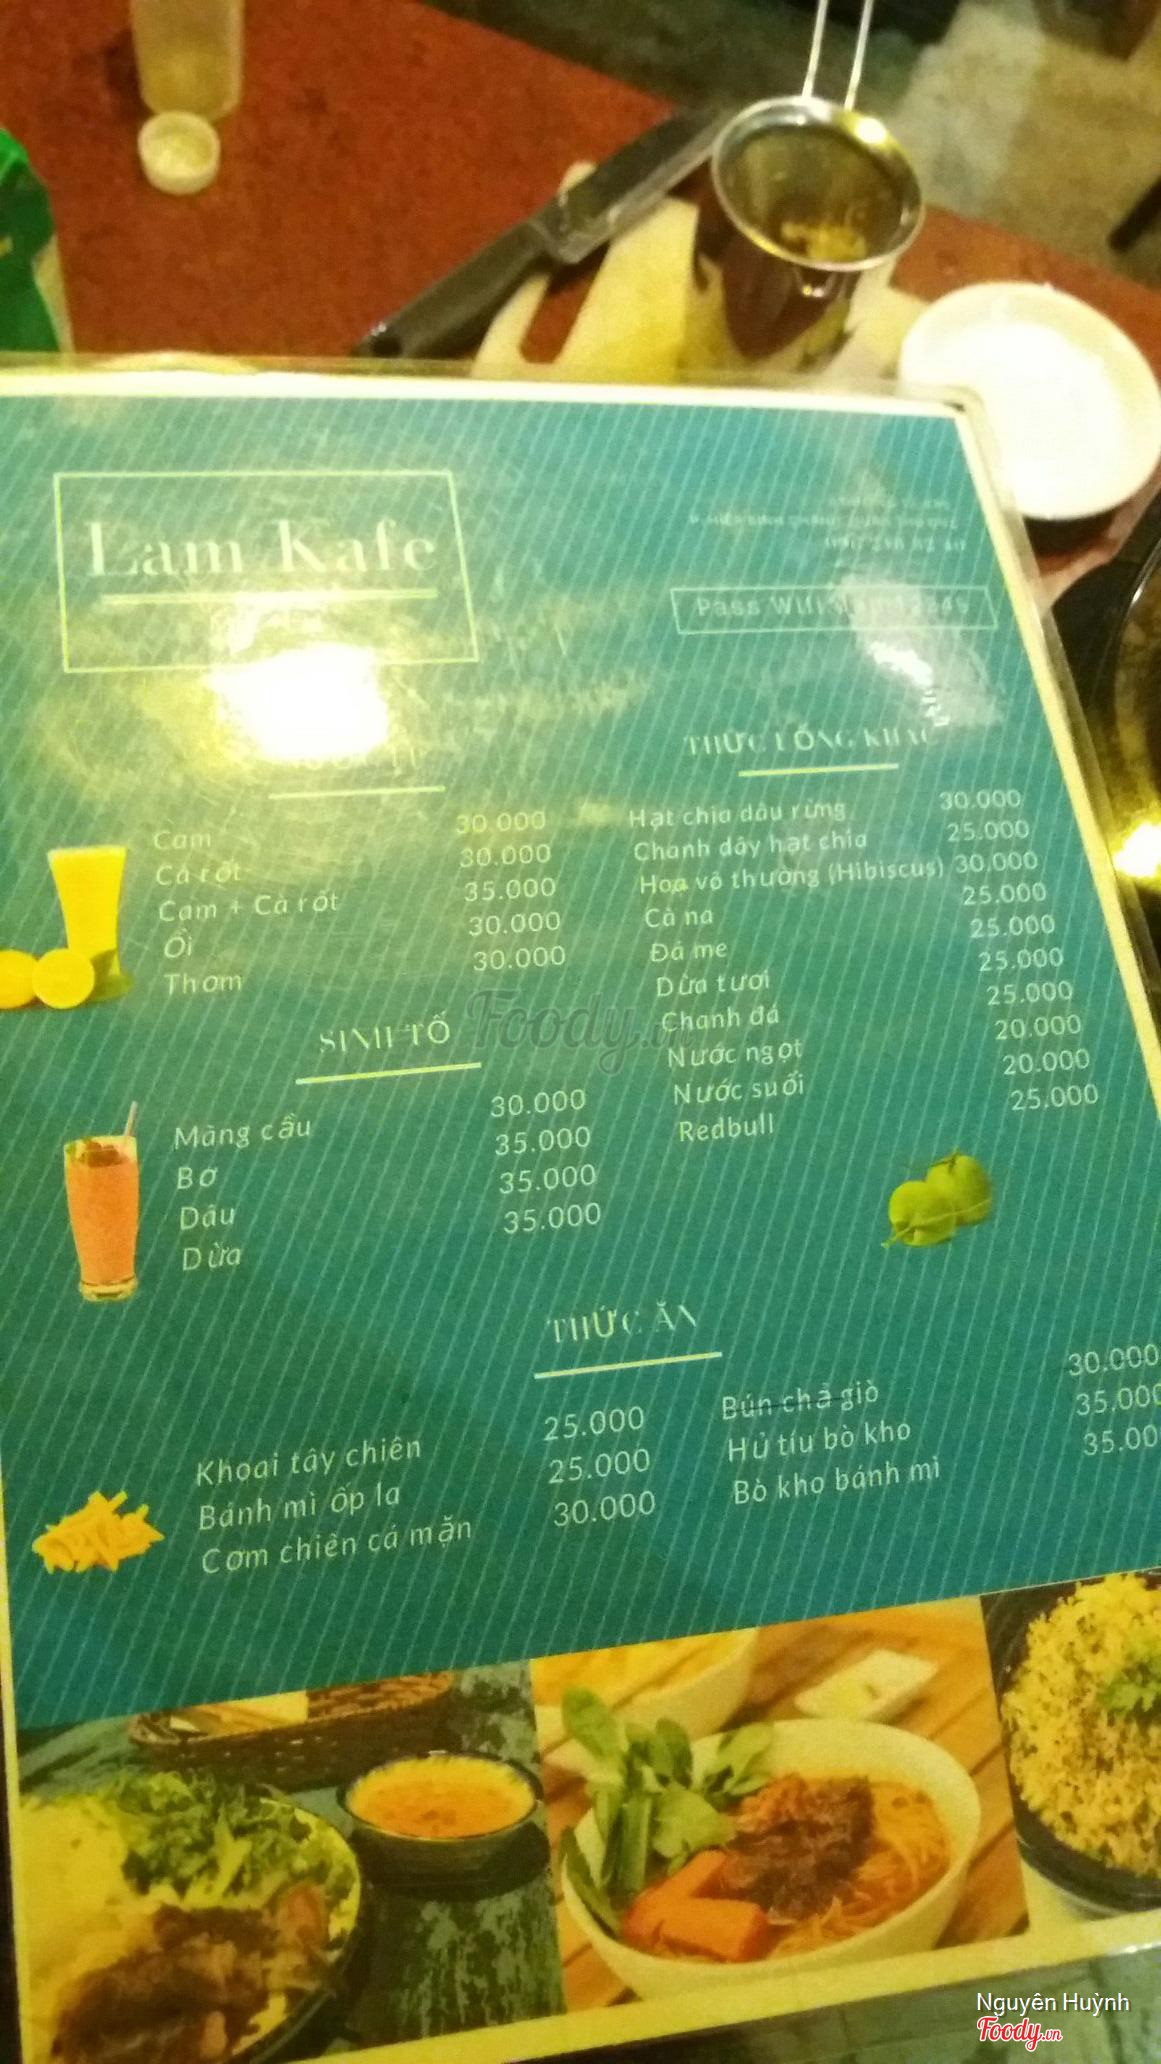 Lam Kafe
Pass Wifi
THỨC UỐNG KHÁC
Cam 30.000
Cà rốt 30.000
Cam + Cà rốt 35.000
Ổi 30.000
Thơm 30.000
Hạt chia dâu rừng 30.000
Chanh dây hạt chia 25.000
Hoa vô thường (Hibiscus) 30.000
Cà na 25.000
Đá me 25.000
Dừa tươi 25.000
Chanh đá 25.000
Nước ngọt 20.000
Nước suối 20.000
Redbull 25.000
SINH TỐ
Mãng cầu 30.000
Bơ 35.000
Dâu 35.000
Dừa 35.000
Foody.vn
THỨC ĂN
Khoai tây chiên 25.000
Bánh mì ốp la 25.000
Cơm chiên cá mặn 30.000
Bún chả giò 30.000
Hủ tíu bò kho 35.000
Bò kho bánh mì 35.00
Nguyên Huỳnh
Foody.vn